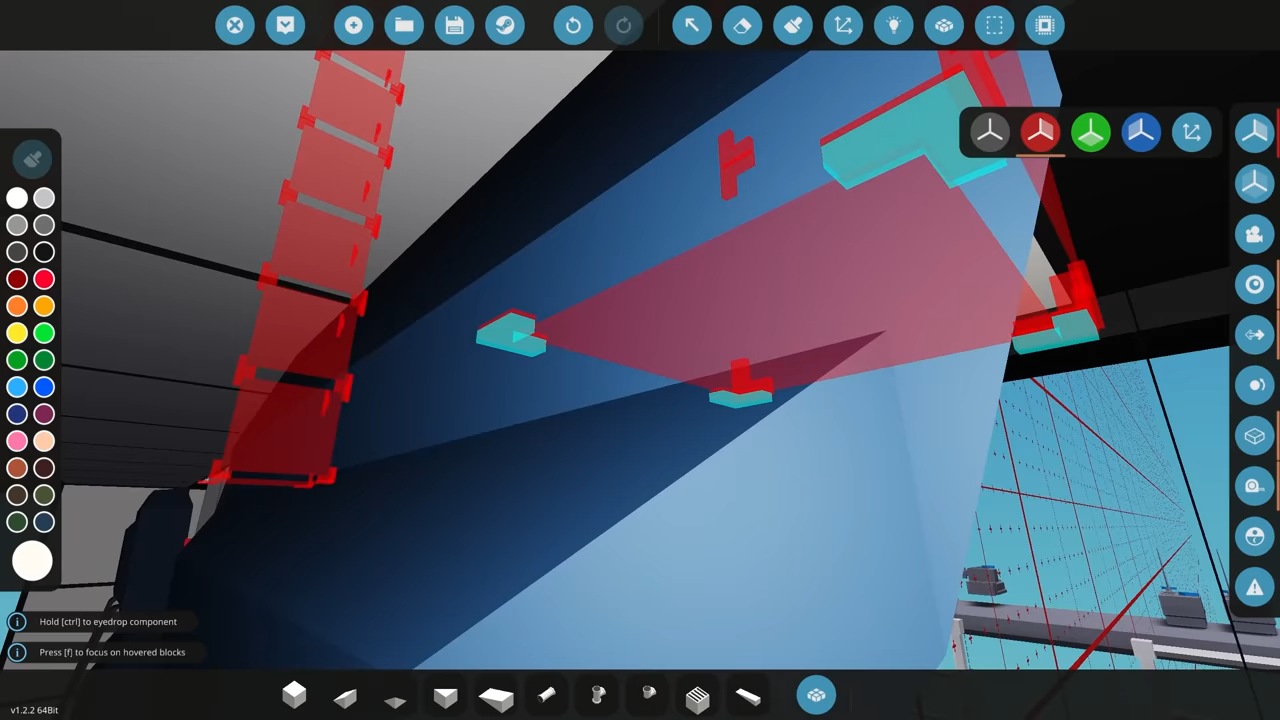 Hold [ctrl] to eyedrop component
Press [f] to focus on hovered blocks
v1.2.2 64Bit